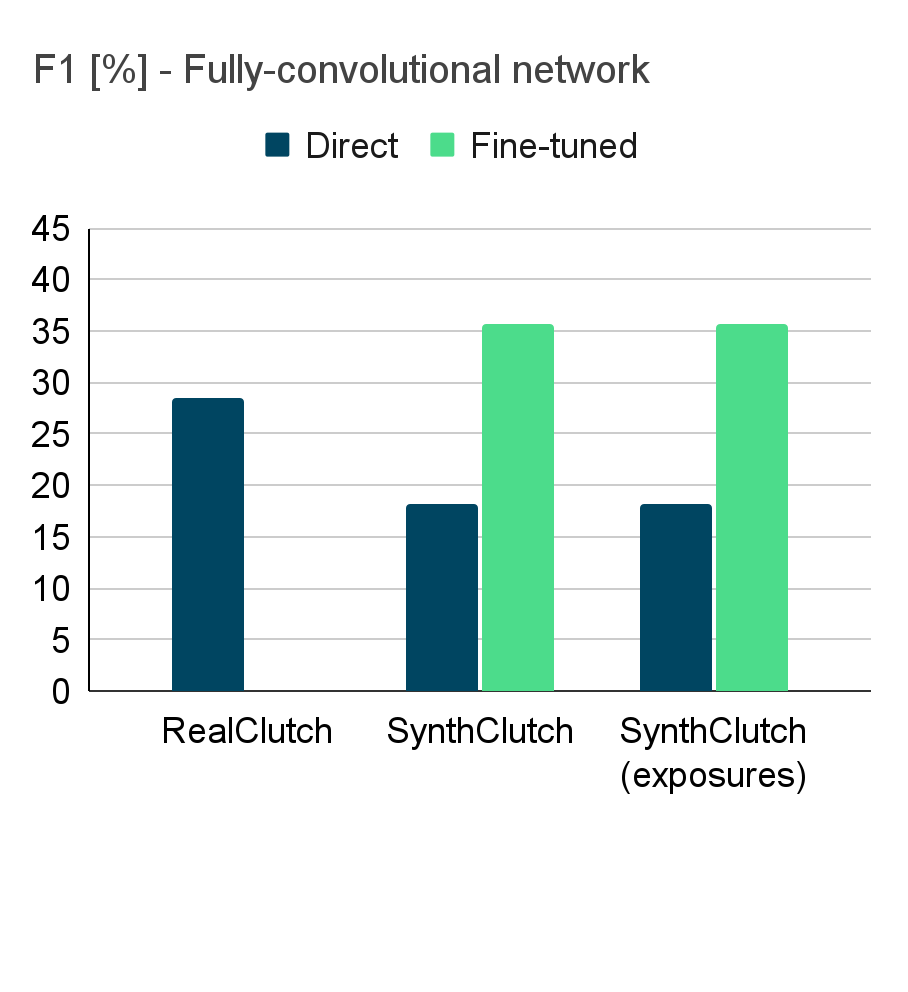 F1 [%] - Fully-convolutional network
Direct Fine-tuned
45
40
35
30
25
20
15
10
5
0
RealClutch SynthClutch SynthClutch
(exposures)